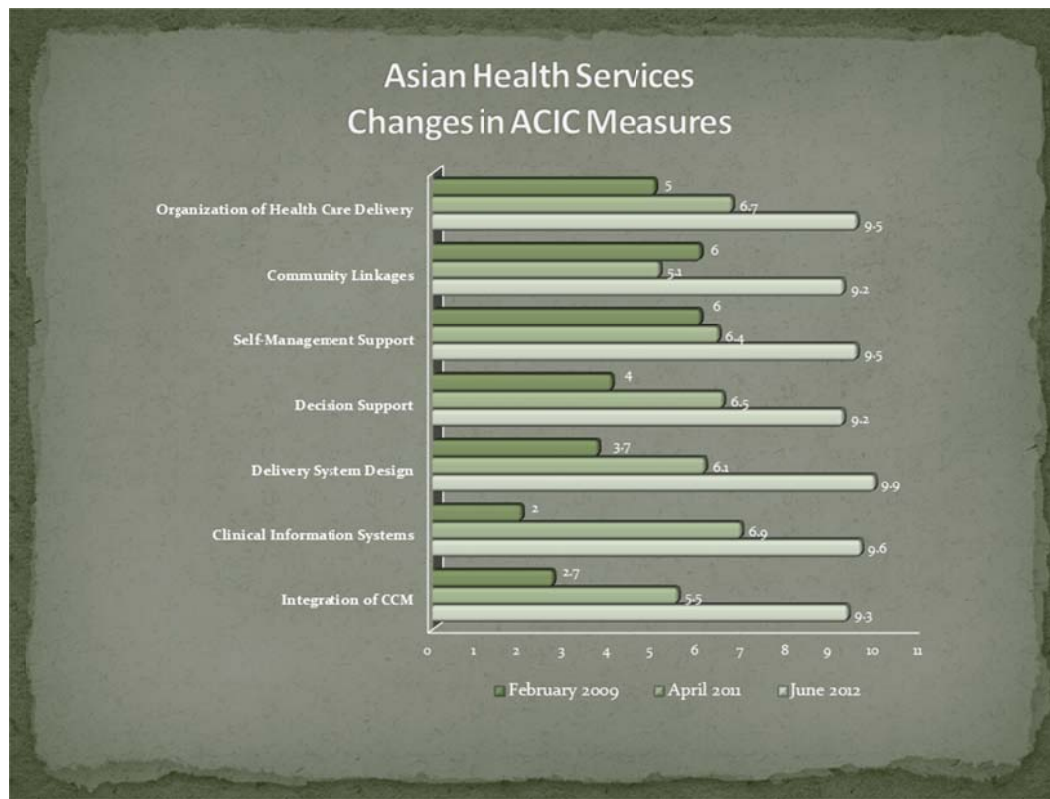 Asian Health Services
Changes in ACIC Measures
Organization of Health Care Delivery
5
6.7
9.5
Community Linkages
6
5.1
9.2
Self-Management Support
6
6.4
9.5
Decision Support
4
6.5
9.2
Delivery System Design
3.7
6.1
9.9
Clinical Information Systems
2
6.9
9.6
Integration of CCM
2.7
5.5
9.3
0 1 2 3 4 5 6 7 8 9 10 11
February 2009 April 2011 June 2012